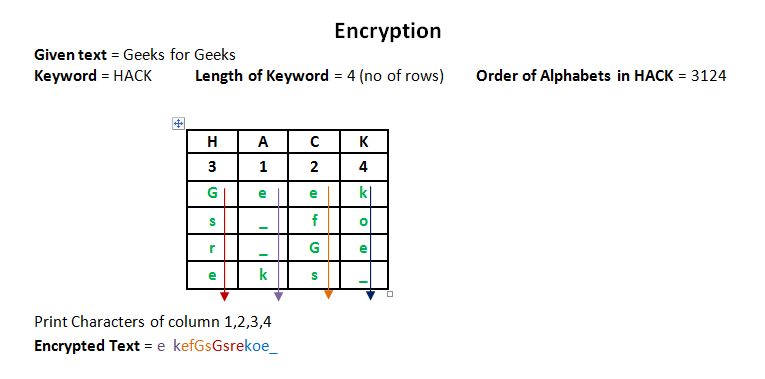 Encryption
Given text = Geeks for Geeks
Keyword = HACK Length of Keyword = 4 (no of rows) Order of Alphabets in HACK = 3124
H A C K
3 1 2 4
G e e k
s _ f o
r _ G e
e k s _
Print Characters of column 1,2,3,4
Encrypted Text = e  kefGsGsrekoe_